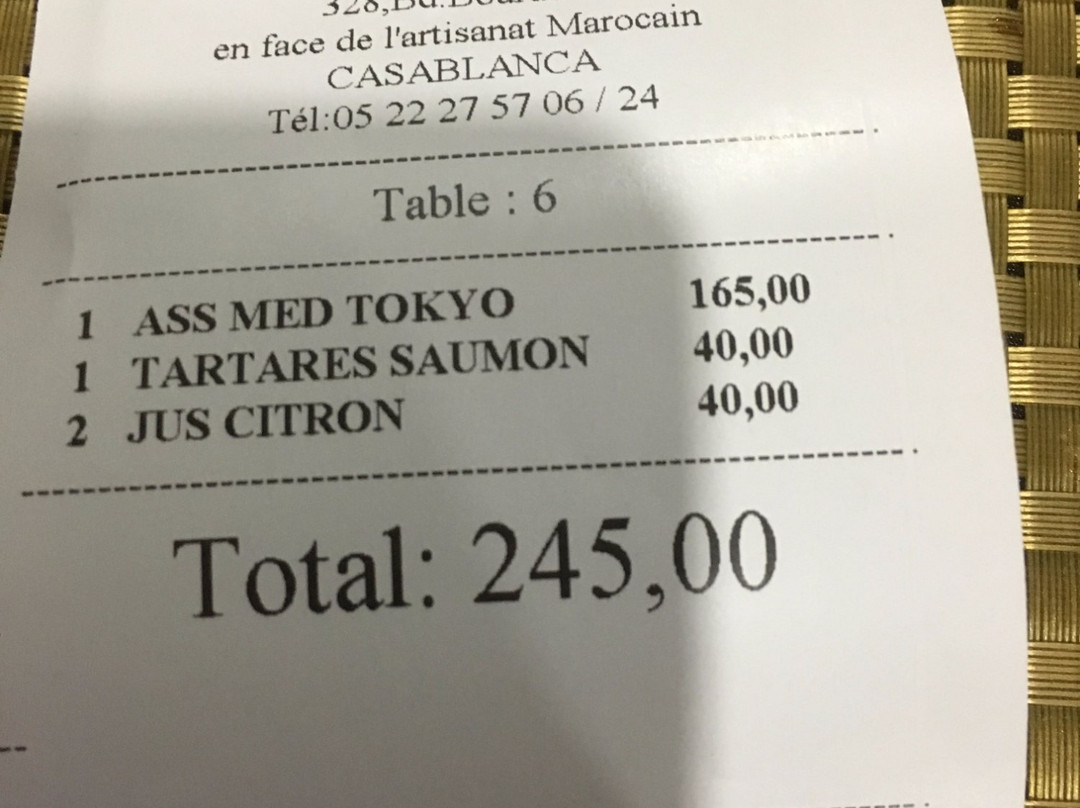 en face de l'artisanat Marocain
CASABLANCA
Tél:05 22 27 57 06 / 24
Table : 6
1 ASS MED TOKYO 165,00
1 TARTARES SAUMON 40,00
2 JUS CITRON 40,00
Total: 245,00